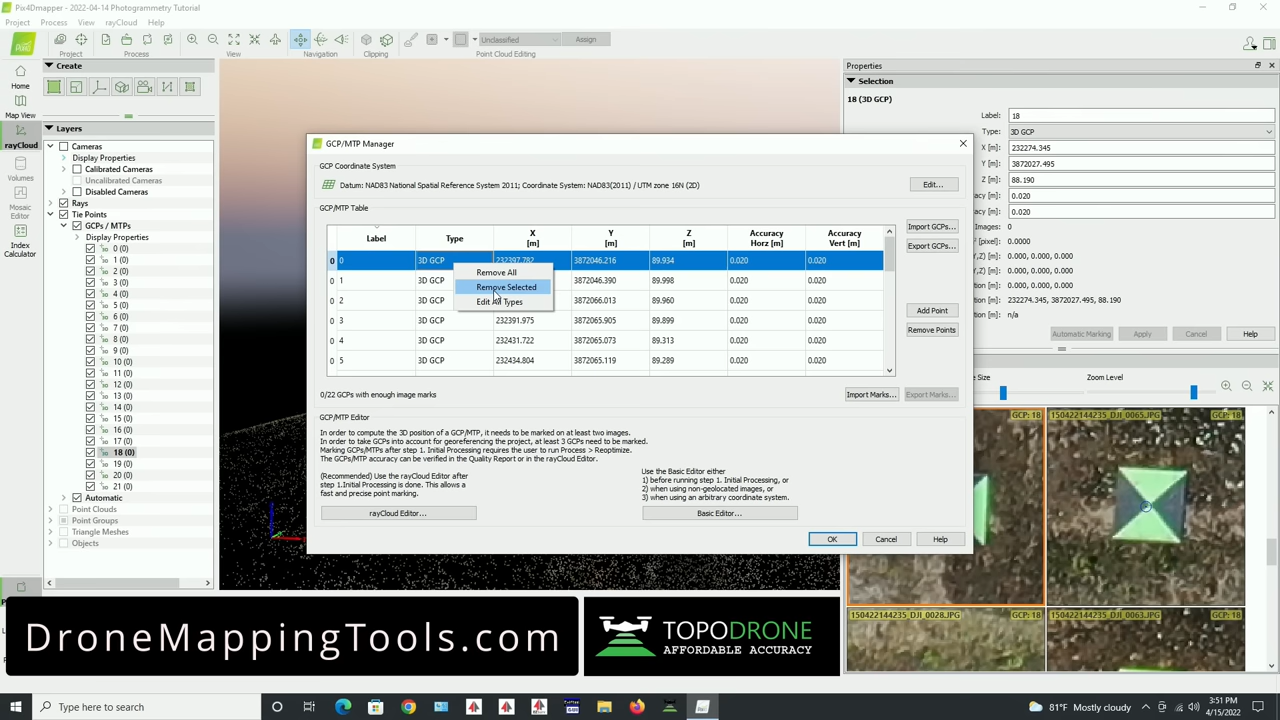 Pix4Dmapper - 2022-04-14 Photogrammetry Tutorial
Project Process View rayCloud Help
Unclassified Assign
Project Process View Navigation Clipping Point Cloud Editing
Home
Map View
rayCloud
Volumes
Mosaic Editor
Index Calculator
Create
Layers
Cameras
Display Properties
Calibrated Cameras
Uncalibrated Cameras
Disabled Cameras
Rays
Tie Points
GCPs / MTPs
Display Properties
0 (0)
1 (0)
2 (0)
3 (0)
4 (0)
5 (0)
6 (0)
7 (0)
8 (0)
9 (0)
10 (0)
11 (0)
12 (0)
13 (0)
14 (0)
15 (0)
16 (0)
17 (0)
18 (0)
19 (0)
20 (0)
21 (0)
Automatic
Point Clouds
Point Groups
Triangle Meshes
Objects
GCP/MTP Manager
GCP Coordinate System
Datum: NAD83 National Spatial Reference System 2011; Coordinate System: NAD83(2011) / UTM zone 16N (2D)
Edit...
GCP/MTP Table
Label Type X [m] Y [m] Z [m] Accuracy Horz [m] Accuracy Vert [m]
0 0 3D GCP 232397.782 3872046.216 89.934 0.020 0.020
0 1 3D GCP 3872046.390 89.998 0.020 0.020
0 2 3D GCP 3872066.013 89.960 0.020 0.020
0 3 3D GCP 232391.975 3872065.905 89.899 0.020 0.020
0 4 3D GCP 232431.722 3872065.073 89.313 0.020 0.020
0 5 3D GCP 232434.804 3872065.119 89.289 0.020 0.020
Remove All
Remove Selected
Edit All Types
Import GCPs...
Export GCPs...
Add Point
Remove Points
0/22 GCPs with enough image marks
Import Marks...
Export Marks...
GCP/MTP Editor
In order to compute the 3D position of a GCP/MTP, it needs to be marked on at least two images.
In order to take GCPs into account for georeferencing the project, at least 3 GCPs need to be marked.
Marking GCPs/MTPs after step 1. Initial Processing requires the user to run Process > Reoptimize.
The GCPs/MTP accuracy can be verified in the Quality Report or in the rayCloud Editor.
(Recommended) Use the rayCloud Editor after
step 1.Initial Processing is done. This allows a
fast and precise point marking.
rayCloud Editor...
Use the Basic Editor either
1) before running step 1. Initial Processing, or
2) when using non-geolocated images, or
3) when using an arbitrary coordinate system.
Basic Editor...
OK Cancel Help
Properties
Selection
18 (3D GCP)
Label: 18
Type: 3D GCP
X [m] 232274.345
Y [m] 3872027.495
Z [m] 88.190
acy [m] 0.020
acy [m] 0.020
Images: 0
[pixel]: 0.0000
,Y,Z) [m]: 0.000, 0.000, 0.000
Y,Z) [m]: 0.000, 0.000, 0.000
tion [m]: 232274.345, 3872027.495, 88.190
tion [m]: n/a
Automatic Marking Apply Cancel Help
Size Zoom Level
GCP: 18
150422144235_DJI_0065.JPG GCP: 18
150422144235_DJI_0028.JPG GCP: 18
150422144235_DJI_0063.JPG GCP: 18
DroneMappingTools.com
TOPODRONE
AFFORDABLE ACCURACY
Type here to search
81°F Mostly cloudy
3:51 PM
4/15/2022